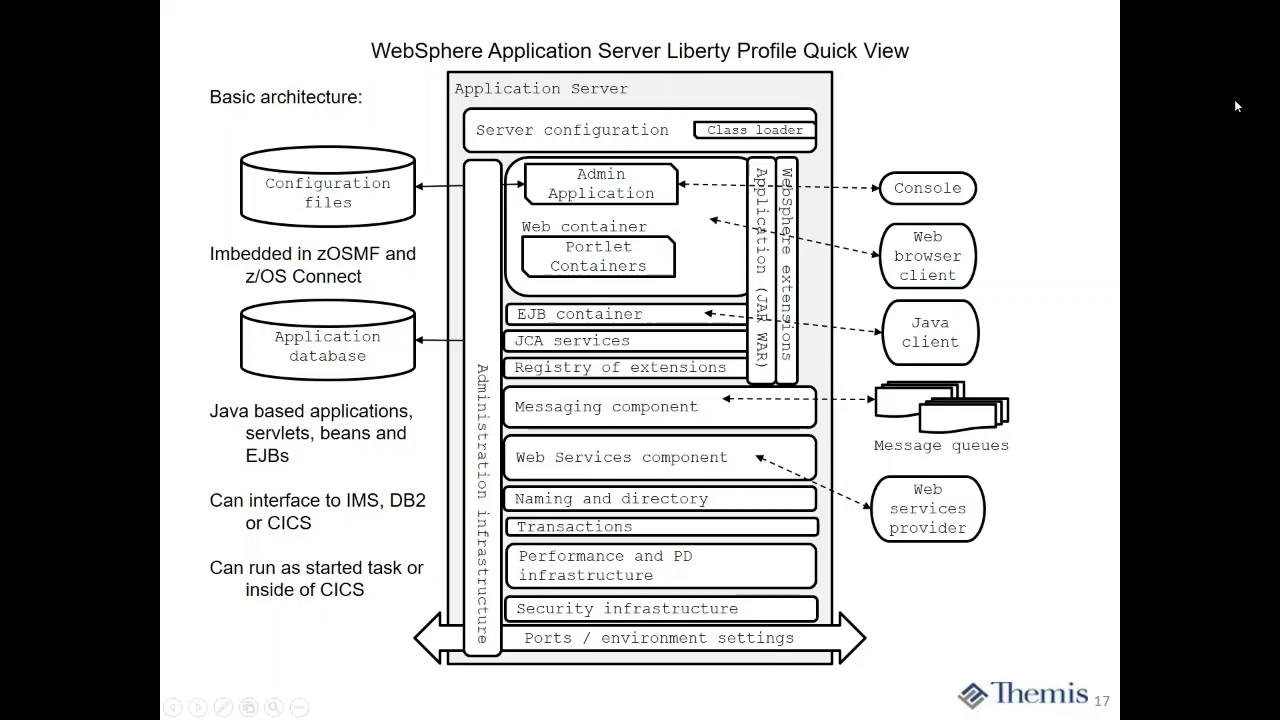 WebSphere Application Server Liberty Profile Quick View
Basic architecture:
Configuration
files
Imbedded in zOSMF and
z/OS Connect
Application
database
Java based applications,
servlets, beans and
EJBs
Can interface to IMS, DB2
or CICS
Can run as started task or
inside of CICS
Application Server
Server configuration
Class loader
Administration infrastructure
Admin
Application
Web container
Portlet
Containers
Application (JAR WAR)
WebSphere extensions
EJB container
JCA services
Registry of extensions
Messaging component
Web Services component
Naming and directory
Transactions
Performance and PD
infrastructure
Security infrastructure
Ports / environment settings
Console
Web
browser
client
Java
client
Message queues
Web
services
provider
Themis
17